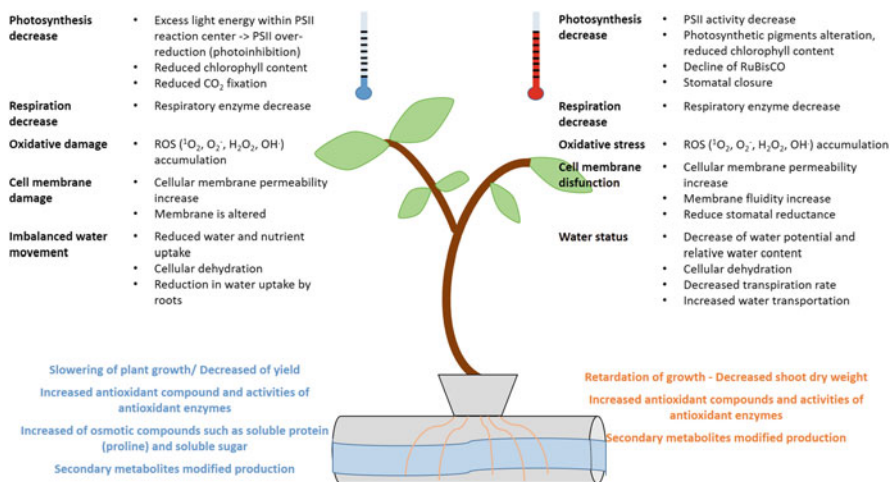 Photosynthesis
decrease
• Excess light energy within PSII
reaction center -> PSII over-
reduction (photoinhibition)
• Reduced chlorophyll content
• Reduced CO₂ fixation
Respiration
decrease
• Respiratory enzyme decrease
Oxidative damage
• ROS (¹O₂, O₂⁻, H₂O₂, OH·)
accumulation
Cell membrane
damage
• Cellular membrane permeability
increase
• Membrane is altered
Imbalanced water
movement
• Reduced water and nutrient
uptake
• Cellular dehydration
• Reduction in water uptake by
roots
Slowering of plant growth/ Decreased of yield
Increased antioxidant compound and activities of
antioxidant enzymes
Increased of osmotic compounds such as soluble protein
(proline) and soluble sugar
Secondary metabolites modified production
Photosynthesis
decrease
• PSII activity decrease
• Photosynthetic pigments alteration,
reduced chlorophyll content
• Decline of RuBisCO
• Stomatal closure
Respiration
decrease
• Respiratory enzyme decrease
Oxidative stress
• ROS (¹O₂, O₂⁻, H₂O₂, OH·) accumulation
Cell membrane
disfunction
• Cellular membrane permeability
increase
• Membrane fluidity increase
• Reduce stomatal reductance
Water status
• Decrease of water potential and
relative water content
• Cellular dehydration
• Decreased transpiration rate
• Increased water transportation
Retardation of growth - Decreased shoot dry weight
Increased antioxidant compounds and activities of
antioxidant enzymes
Secondary metabolites modified production